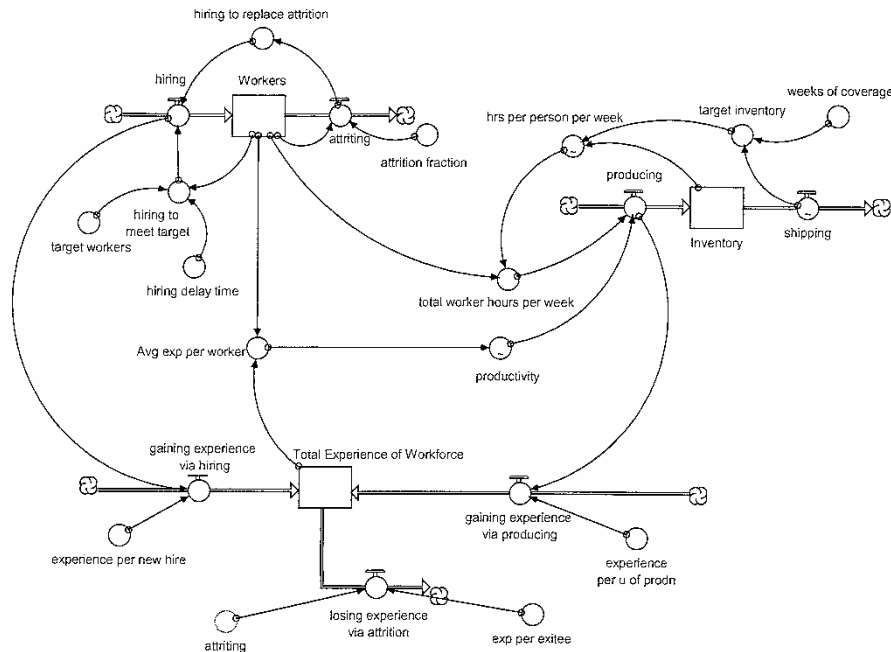 hiring to replace attrition
hiring
Workers
attriting
attrition fraction
hiring to
meet target
target workers
hiring delay time
weeks of coverage
target inventory
hrs per person per week
producing
Inventory
shipping
total worker hours per week
Avg exp per worker
productivity
gaining experience
via hiring
Total Experience of Workforce
gaining experience
via producing
experience per new hire
experience
per u of prodn
losing experience
via attrition
attriting
exp per exitee